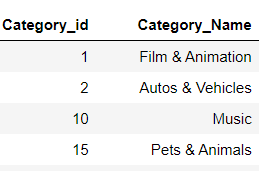 Category_id Category_Name
1 Film & Animation
2 Autos & Vehicles
10 Music
15 Pets & Animals